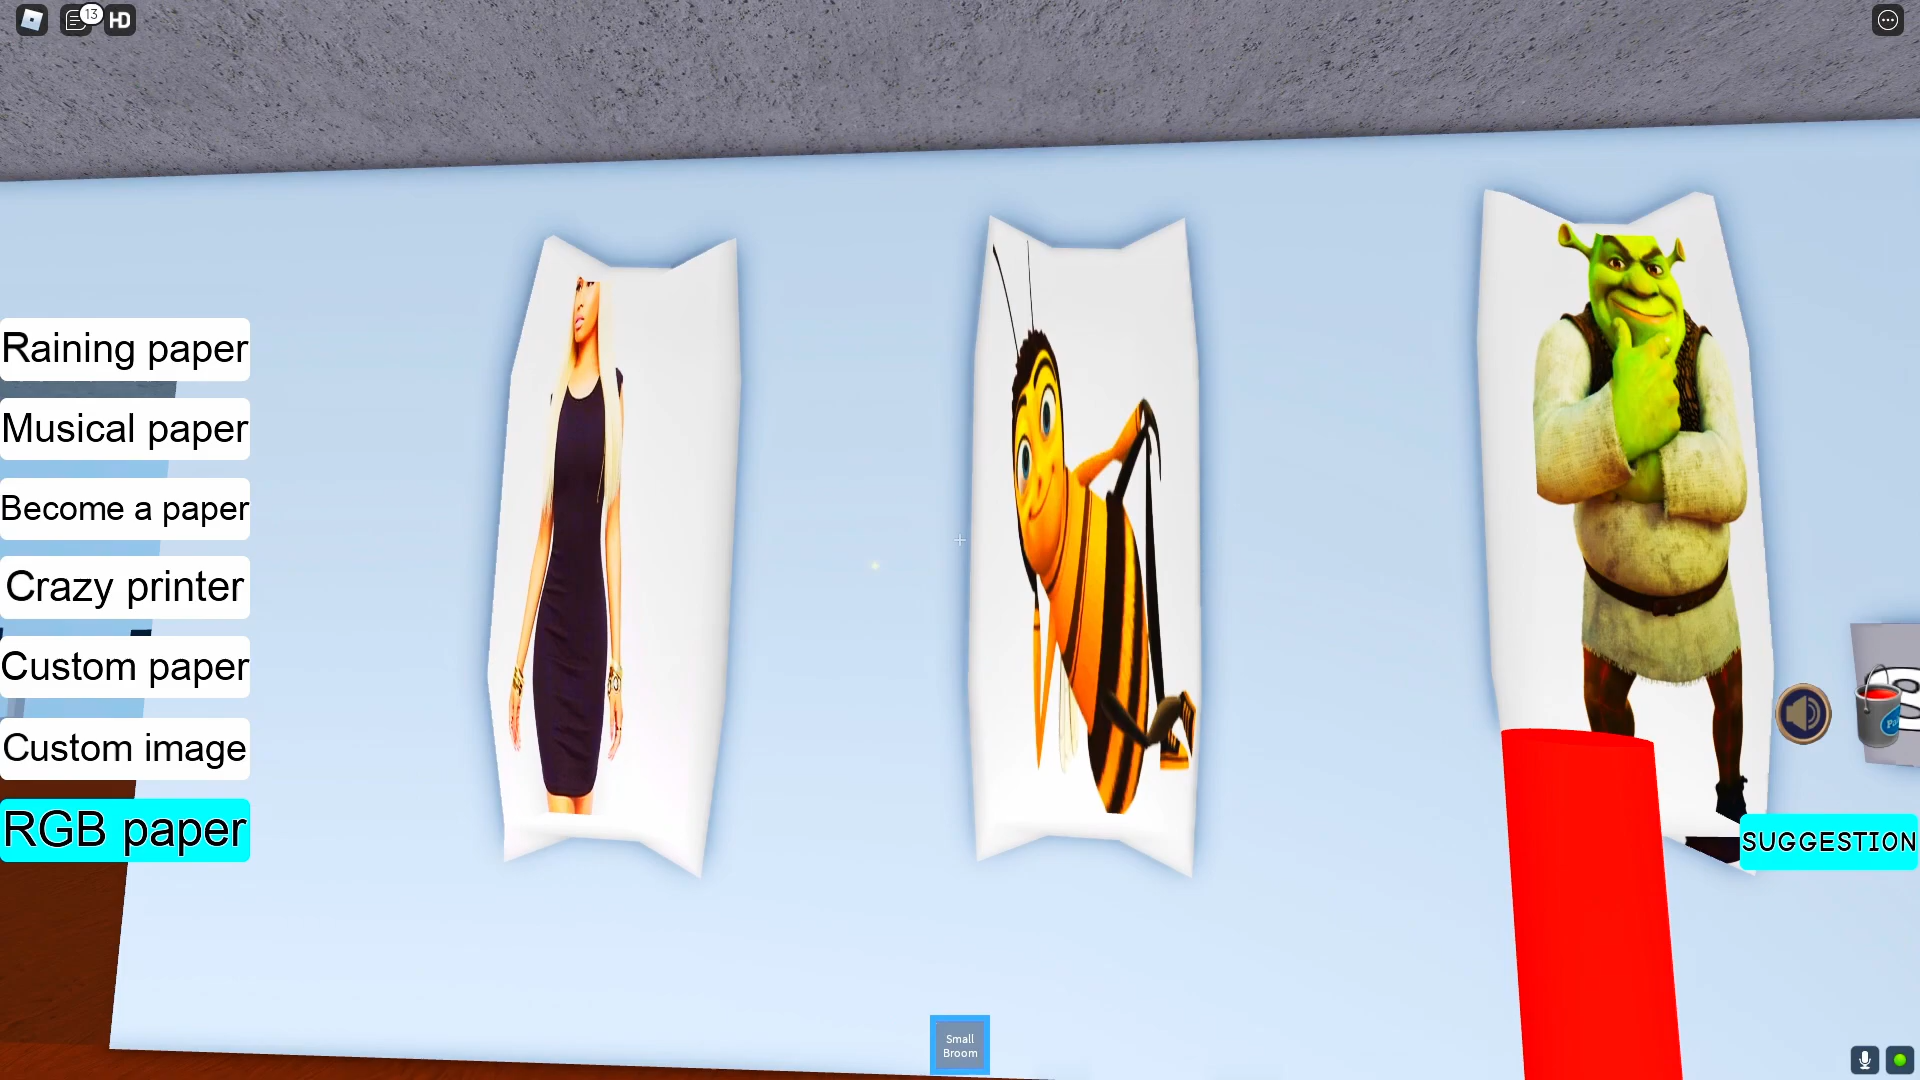 13
HD
Raining paper
Musical paper
Become a paper
Crazy printer
Custom paper
Custom image
RGB paper
SUGGESTION
Small
Broom